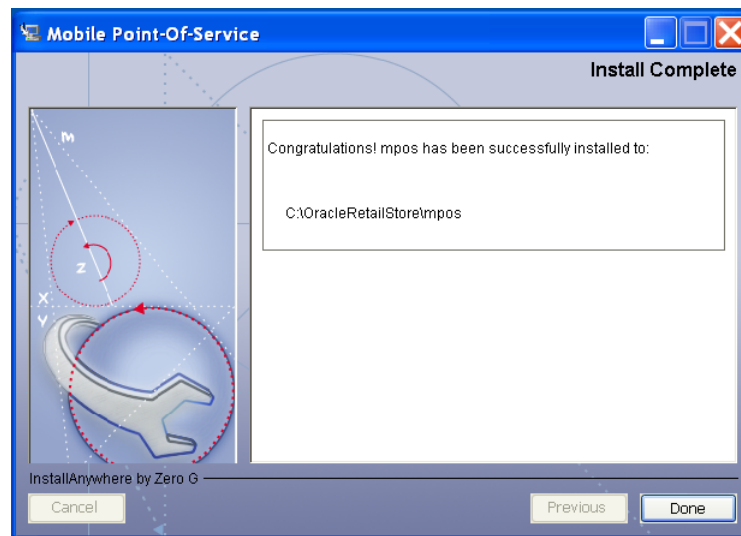 Mobile Point-Of-Service
Install Complete
M
Z
X
Y
Congratulations! mpos has been successfully installed to:
C:\OracleRetailStore\mpos
InstallAnywhere by Zero G
Cancel
Previous
Done